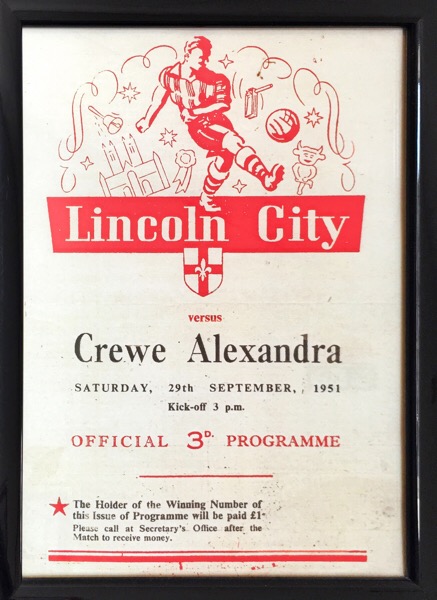 Lincoln City
versus
Crewe Alexandra
SATURDAY, 29th SEPTEMBER, 1951
Kick-off 3 p.m.
OFFICIAL 3D. PROGRAMME
The Holder of the Winning Number of
this Issue of Programme will be paid £1-
Please call at Secretary's Office after the
Match to receive money.